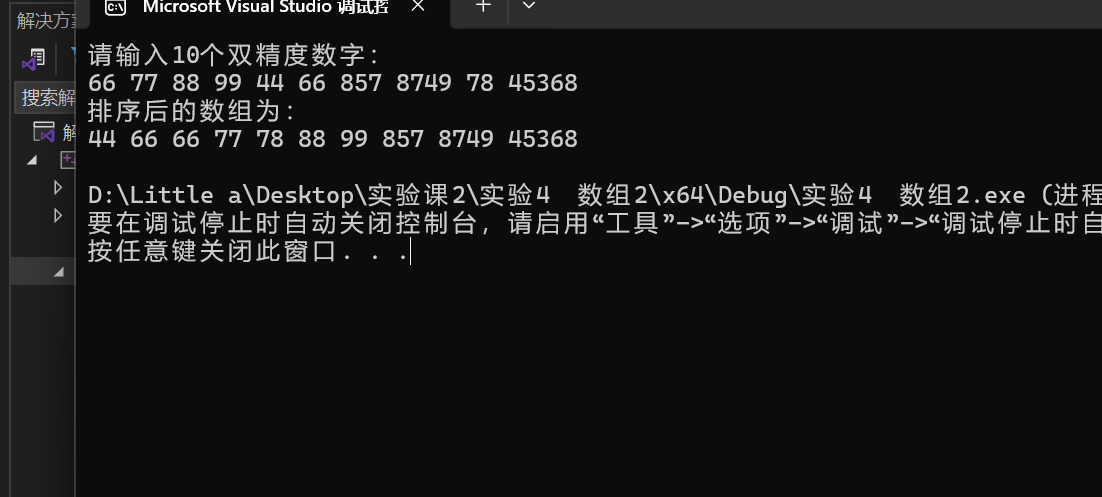 Microsoft Visual Studio 调试控
解决方案
搜索解
解
请输入10个双精度数字:
66 77 88 99 44 66 857 8749 78 45368
排序后的数组为:
44 66 66 77 78 88 99 857 8749 45368
D:\Little a\Desktop\实验课2\实验4 数组2\x64\Debug\实验4 数组2.exe (进程
要在调试停止时自动关闭控制台, 请启用“工具”->“选项”->“调试”->“调试停止时自
按任意键关闭此窗口. . .